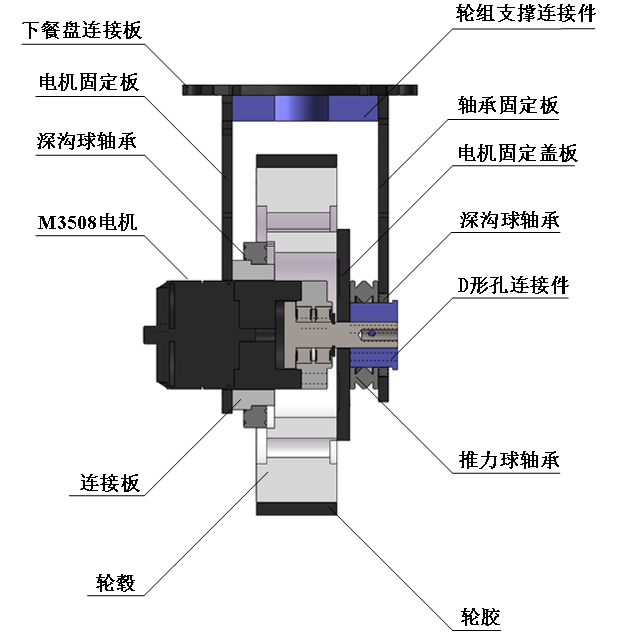 下餐盘连接板
轮组支撑连接件
电机固定板
轴承固定板
深沟球轴承
电机固定盖板
M3508电机
深沟球轴承
D形孔连接件
连接板
推力球轴承
轮毂
轮胶